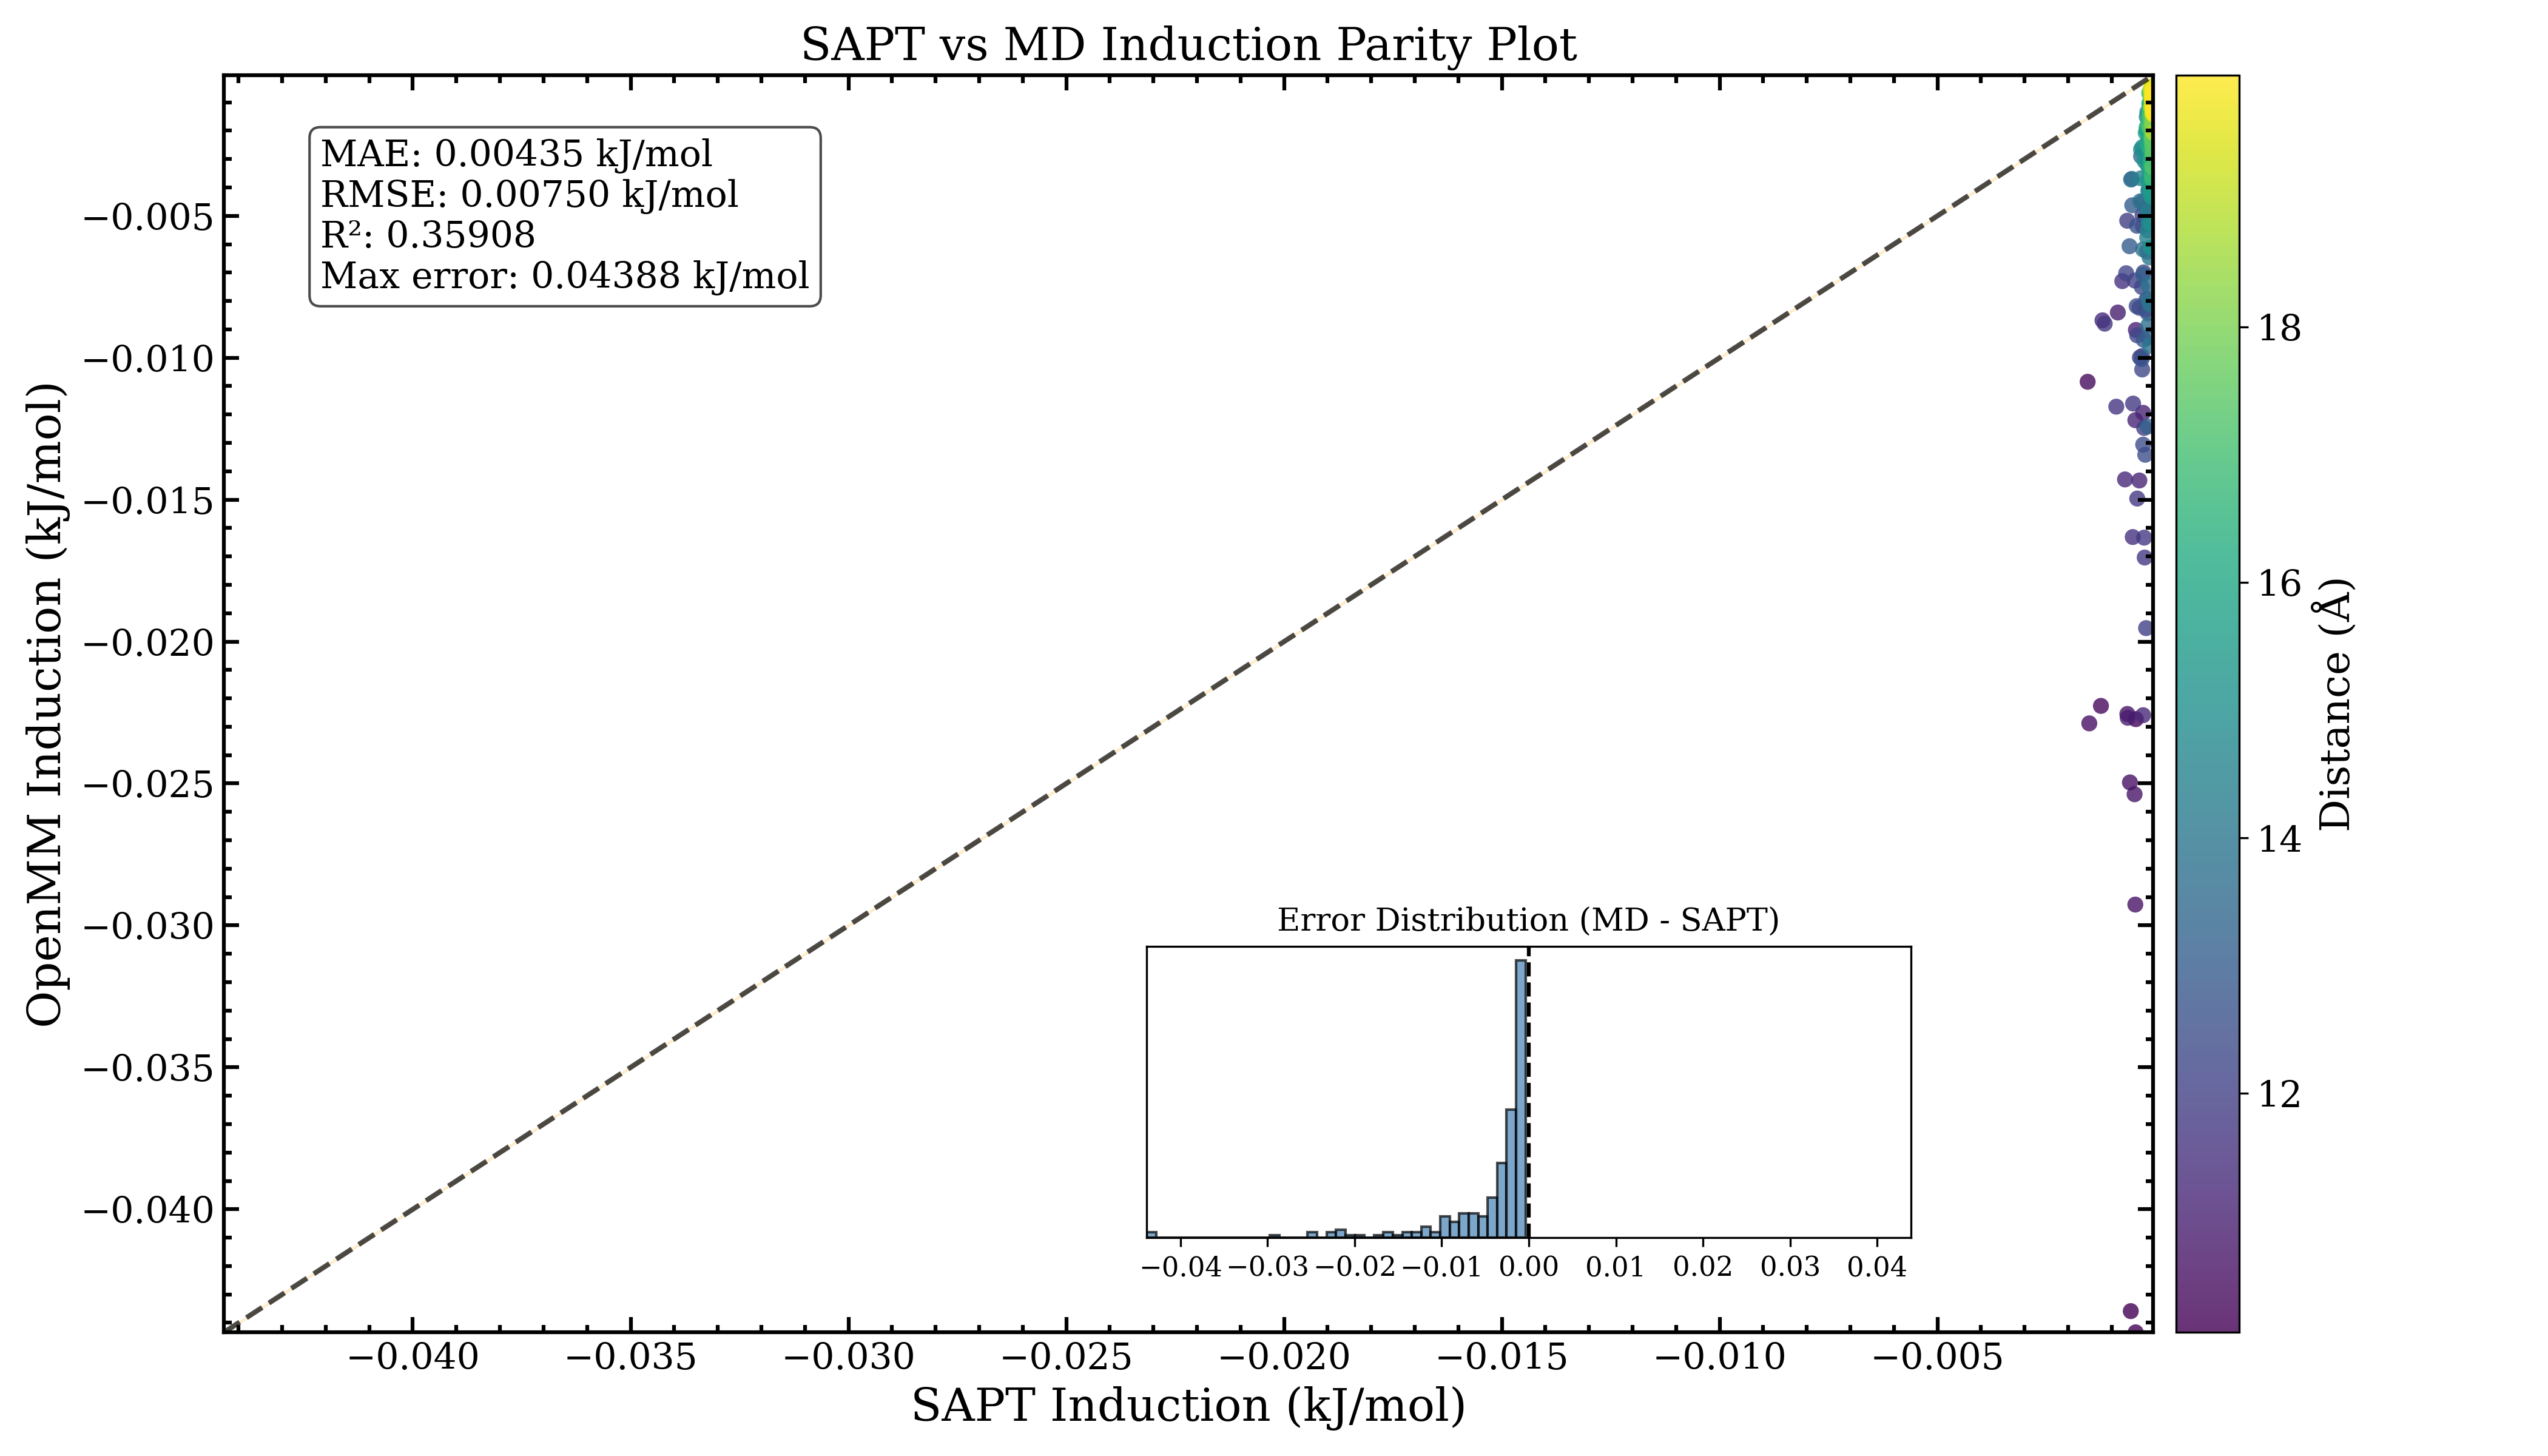 SAPT vs MD Induction Parity Plot
MAE: 0.00435 kJ/mol
RMSE: 0.00750 kJ/mol
R²: 0.35908
Max error: 0.04388 kJ/mol
OpenMM Induction (kJ/mol)
−0.005
−0.010
−0.015
−0.020
−0.025
−0.030
−0.035
−0.040
Error Distribution (MD - SAPT)
−0.04 −0.03 −0.02 −0.01 0.00 0.01 0.02 0.03 0.04
−0.040 −0.035 −0.030 −0.025 −0.020 −0.015 −0.010 −0.005
SAPT Induction (kJ/mol)
18
16
14
12
Distance (Å)